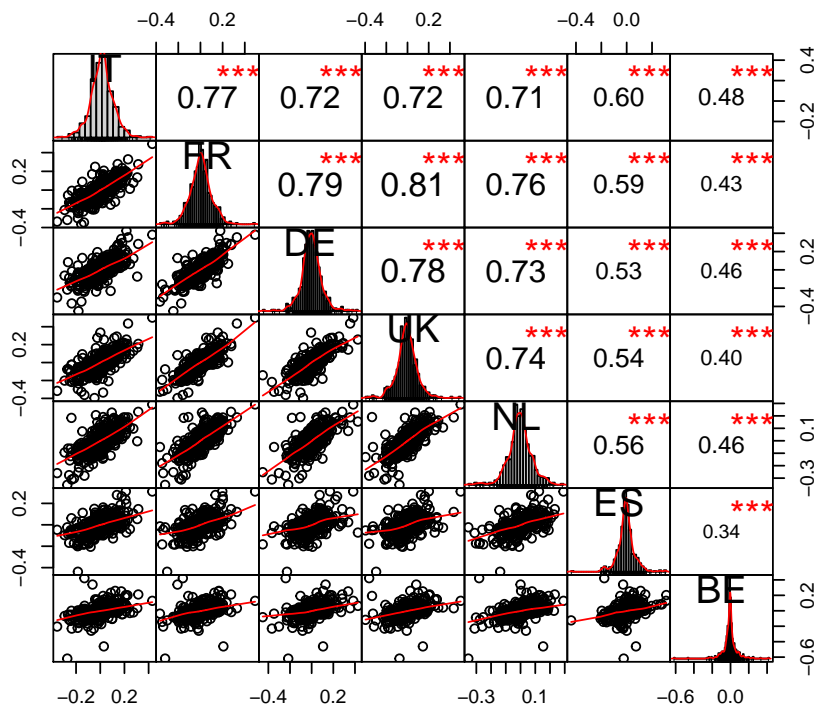 −0.4 0.2 −0.4 0.2 −0.4 0.0
IT *** *** *** *** *** ***
0.77 0.72 0.72 0.71 0.60 0.48
−0.2 0.4
FR *** *** *** *** ***
0.79 0.81 0.76 0.59 0.43
−0.4 0.2
DE *** *** *** ***
0.78 0.73 0.53 0.46
−0.4 0.2
UK *** *** ***
0.74 0.54 0.40
−0.4 0.2
NL *** ***
0.56 0.46
−0.3 0.1
ES ***
0.34
−0.4 0.2
BE
−0.6 0.2
−0.2 0.2 −0.4 0.2 −0.3 0.1 −0.6 0.0